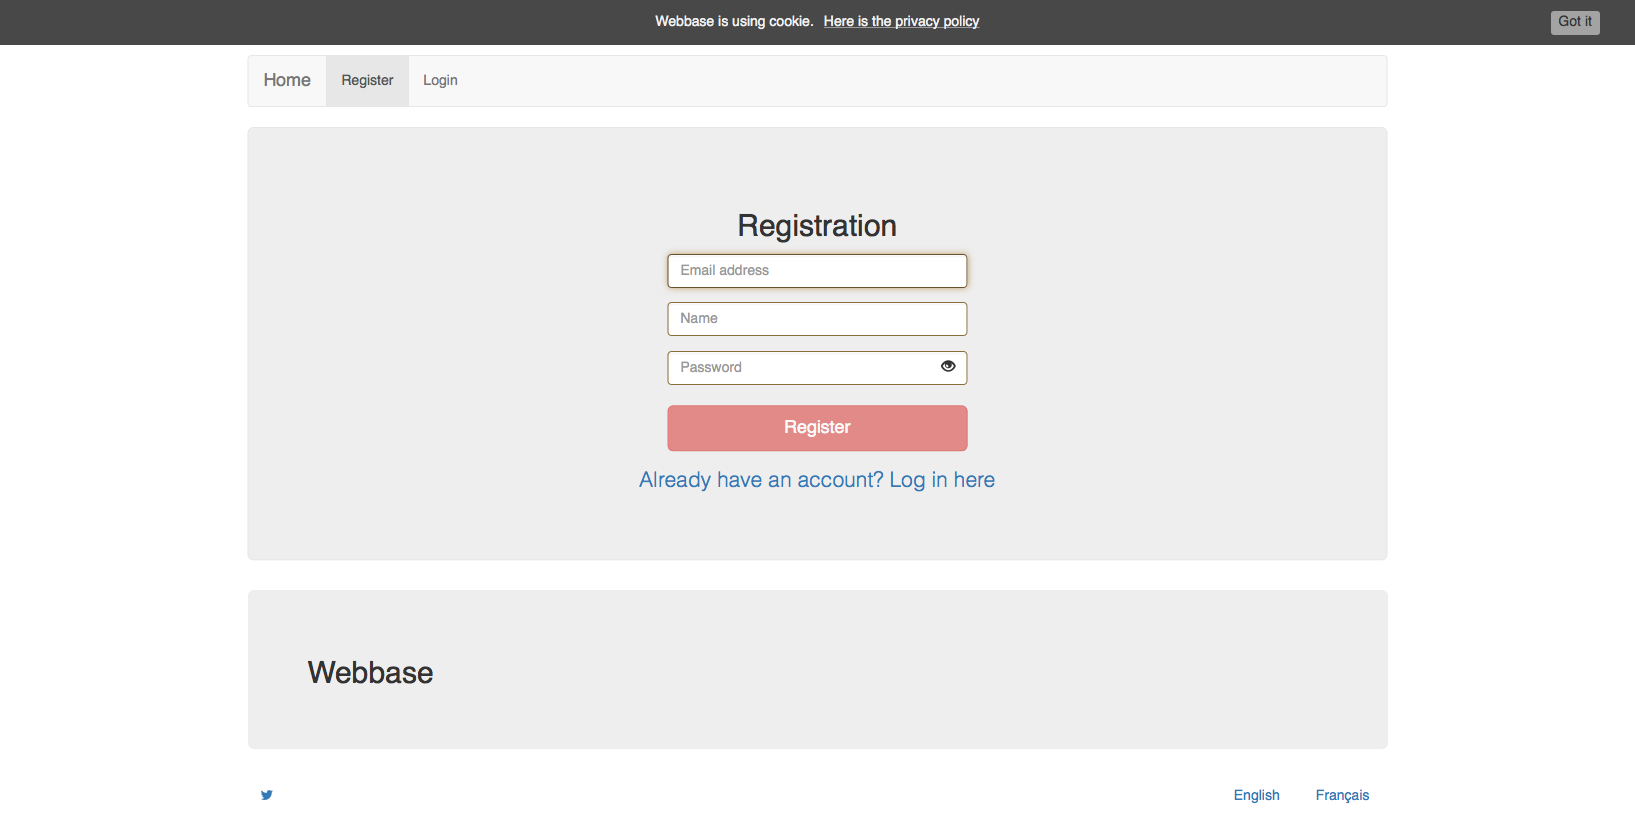 Webbase is using cookie. Here is the privacy policy
Got it
Home Register Login
Registration
Email address
Name
Password
Register
Already have an account? Log in here
Webbase
English Français